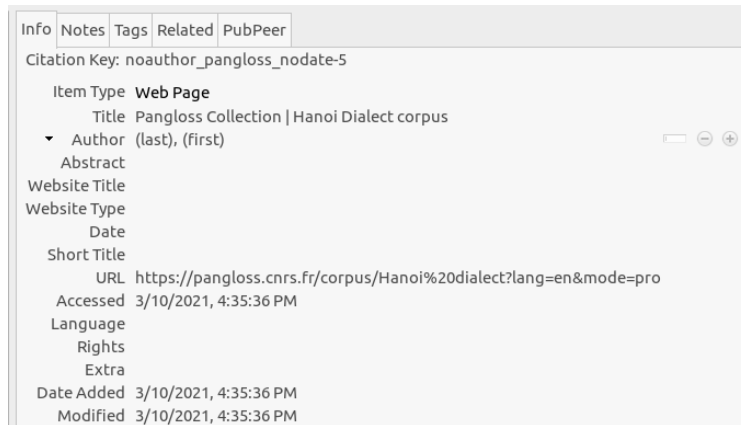 Info Notes Tags Related PubPeer
Citation Key: noauthor_pangloss_nodate-5
Item Type Web Page
Title Pangloss Collection | Hanoi Dialect corpus
Author (last), (first)
Abstract
Website Title
Website Type
Date
Short Title
URL https://pangloss.cnrs.fr/corpus/Hanoi%20dialect?lang=en&mode=pro
Accessed 3/10/2021, 4:35:36 PM
Language
Rights
Extra
Date Added 3/10/2021, 4:35:36 PM
Modified 3/10/2021, 4:35:36 PM